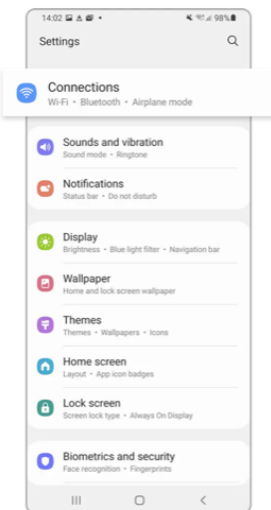 14:02 98%
Settings
Connections
Wi-Fi • Bluetooth • Airplane mode
Sounds and vibration
Sound mode • Ringtone
Notifications
Status bar • Do not disturb
Display
Brightness • Blue light filter • Navigation bar
Wallpaper
Home and lock screen wallpaper
Themes
Themes • Wallpapers • Icons
Home screen
Layout • App icon badges
Lock screen
Screen lock type • Always On Display
Biometrics and security
Face recognition • Fingerprints